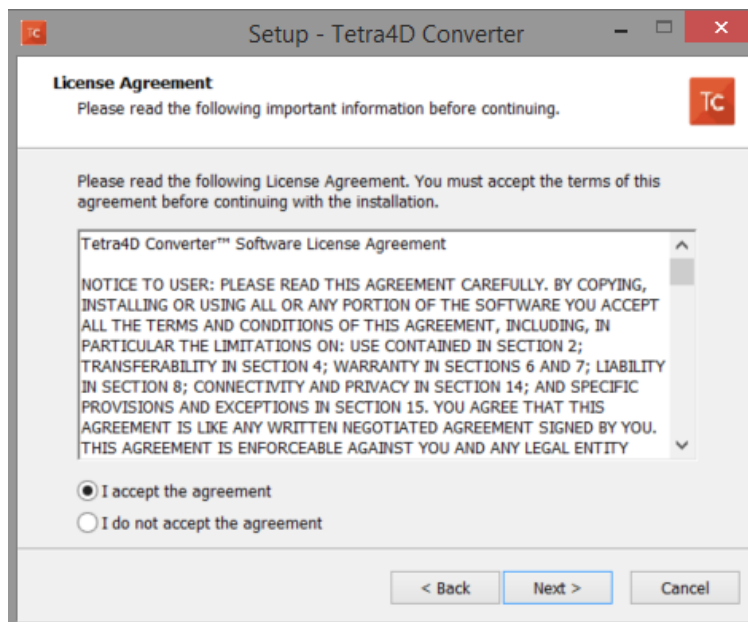 TC
Setup - Tetra4D Converter
License Agreement
Please read the following important information before continuing.
TC
Please read the following License Agreement. You must accept the terms of this
agreement before continuing with the installation.
Tetra4D Converter™ Software License Agreement
NOTICE TO USER: PLEASE READ THIS AGREEMENT CAREFULLY. BY COPYING,
INSTALLING OR USING ALL OR ANY PORTION OF THE SOFTWARE YOU ACCEPT
ALL THE TERMS AND CONDITIONS OF THIS AGREEMENT, INCLUDING, IN
PARTICULAR THE LIMITATIONS ON: USE CONTAINED IN SECTION 2;
TRANSFERABILITY IN SECTION 4; WARRANTY IN SECTIONS 6 AND 7; LIABILITY
IN SECTION 8; CONNECTIVITY AND PRIVACY IN SECTION 14; AND SPECIFIC
PROVISIONS AND EXCEPTIONS IN SECTION 15. YOU AGREE THAT THIS
AGREEMENT IS LIKE ANY WRITTEN NEGOTIATED AGREEMENT SIGNED BY YOU.
THIS AGREEMENT IS ENFORCEABLE AGAINST YOU AND ANY LEGAL ENTITY
I accept the agreement
I do not accept the agreement
< Back
Next >
Cancel